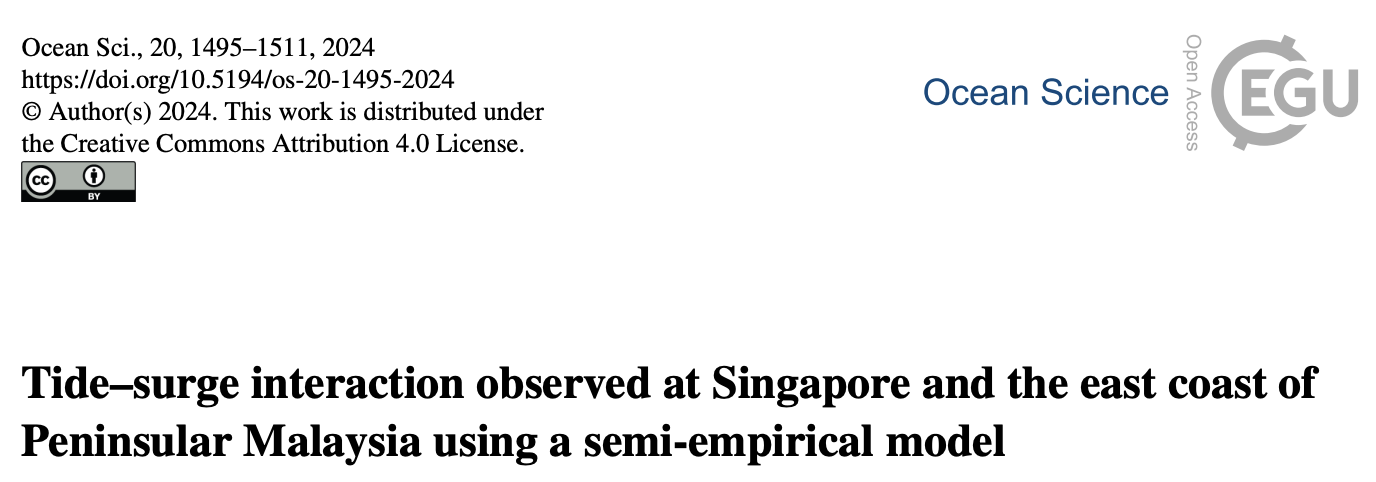 Ocean Sci., 20, 1495–1511, 2024
https://doi.org/10.5194/os-20-1495-2024
© Author(s) 2024. This work is distributed under
the Creative Commons Attribution 4.0 License.
cc BY
Ocean Science
Open Access
EGU
Tide–surge interaction observed at Singapore and the east coast of
Peninsular Malaysia using a semi-empirical model